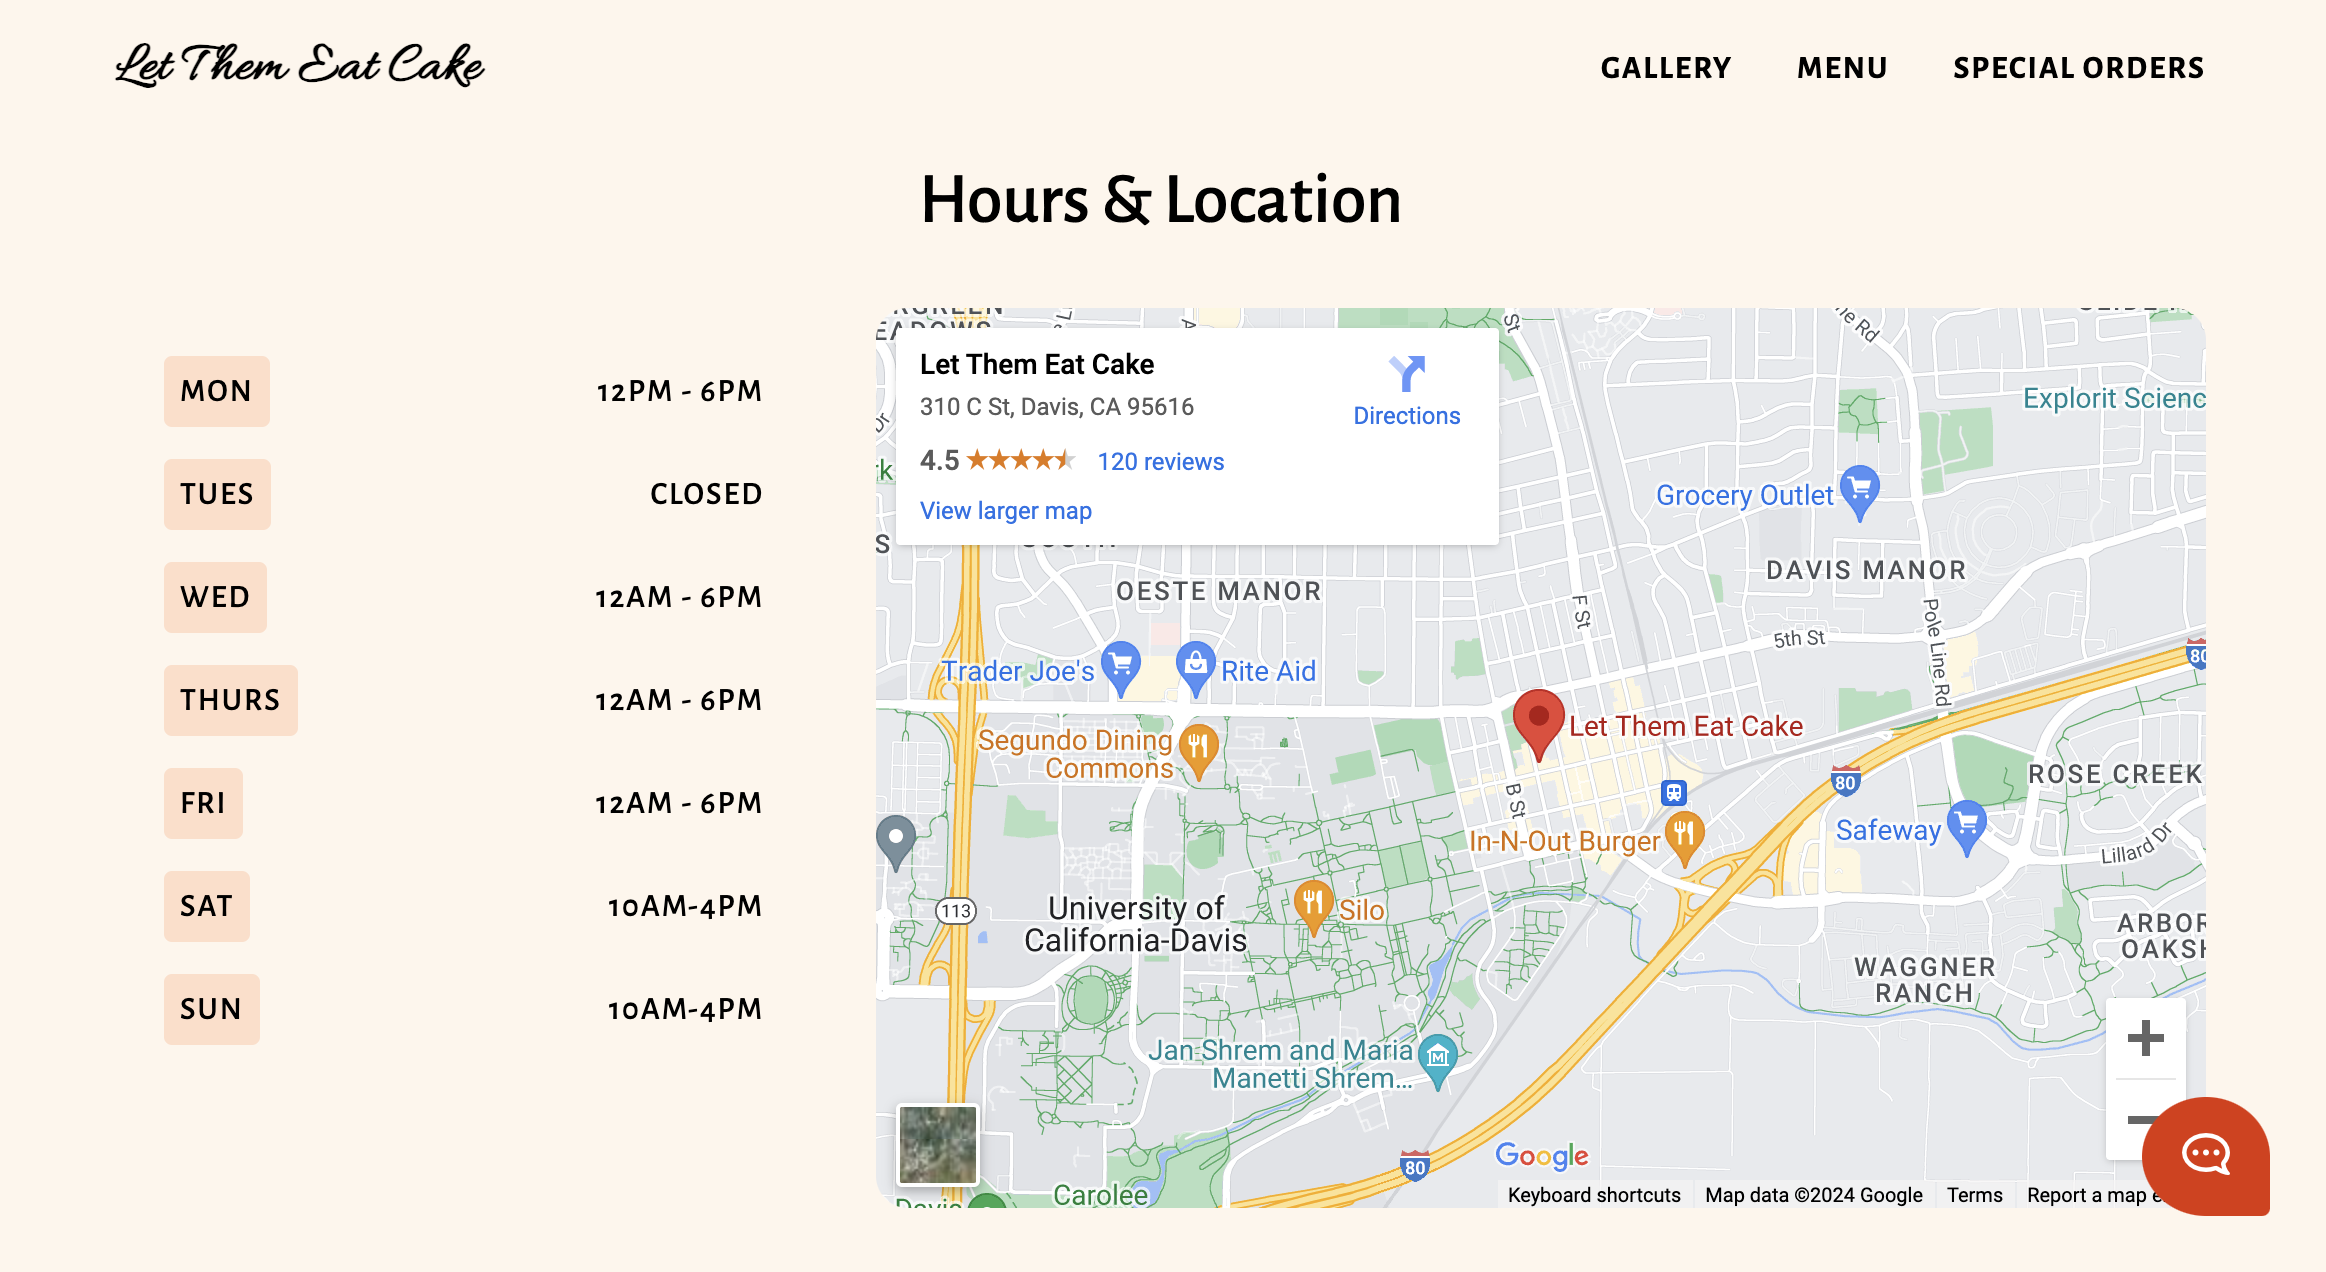 Let Them Eat Cake
GALLERY MENU SPECIAL ORDERS
Hours & Location
MON 12PM - 6PM
TUES CLOSED
WED 12AM - 6PM
THURS 12AM - 6PM
FRI 12AM - 6PM
SAT 10AM-4PM
SUN 10AM-4PM
Let Them Eat Cake
310 C St, Davis, CA 95616
4.5
120 reviews
View larger map
Directions
St
Explorit Scienc
Grocery Outlet
DAVIS MANOR
OESTE MANOR
F St
5th St
Pole Line Rd
80
Trader Joe's
Rite Aid
Let Them Eat Cake
Segundo Dining
Commons
80
ROSE CREEK
B St
In-N-Out Burger
Safeway
Lillard Dr
113
University of
California-Davis
Silo
ARBOR
OAKSH
WAGGNER
RANCH
Jan Shrem and Maria
Manetti Shrem...
80
Google
Carolee
Davis
Keyboard shortcuts
Map data ©2024 Google
Terms
Report a map e